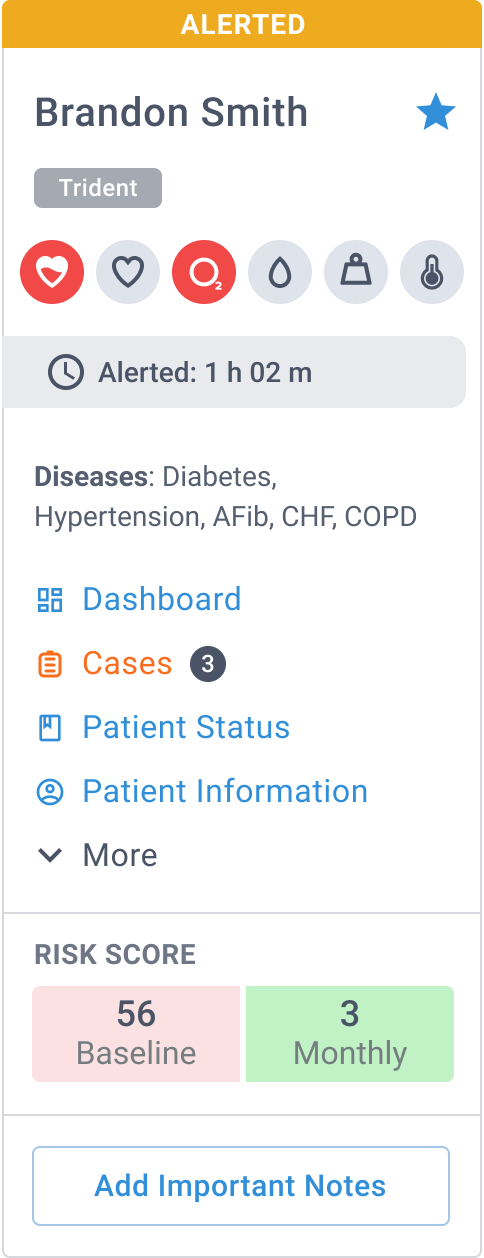 ALERTED
Brandon Smith
Trident
O2
Alerted: 1 h 02 m
Diseases: Diabetes,
Hypertension, AFib, CHF, COPD
Dashboard
Cases 3
Patient Status
Patient Information
More
RISK SCORE
56 3
Baseline Monthly
Add Important Notes